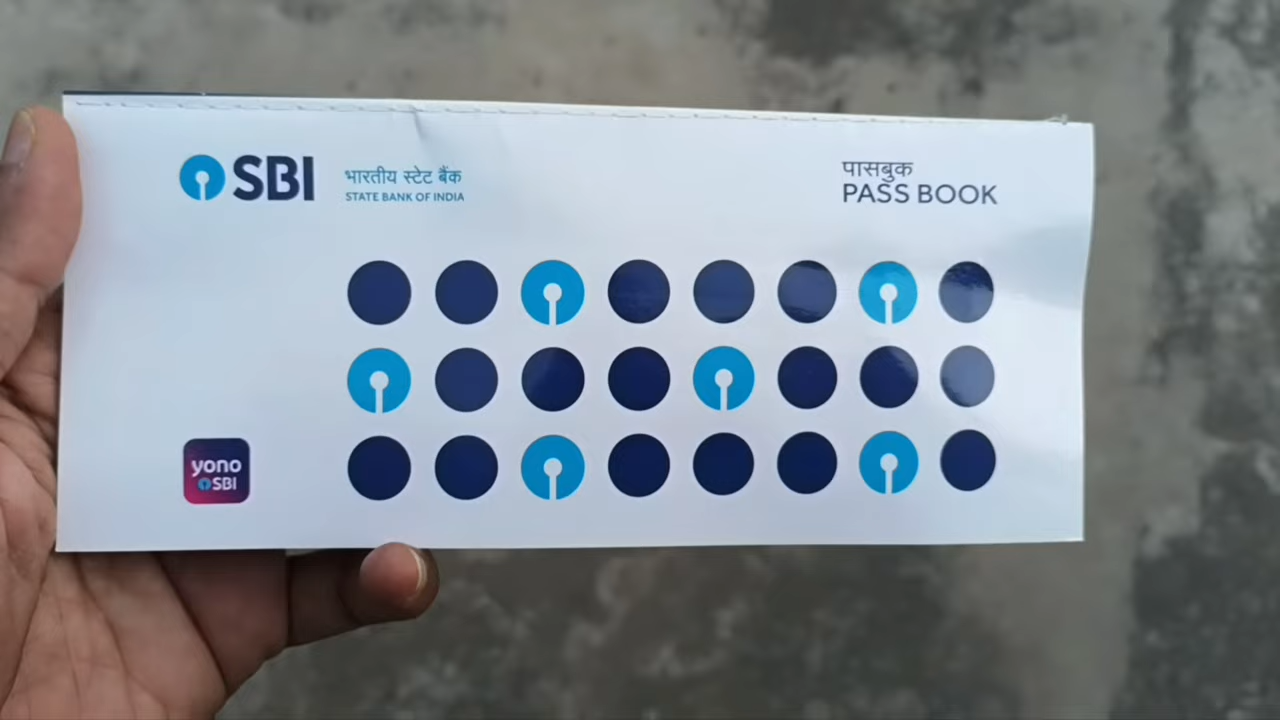 SBI
भारतीय स्टेट बैंक
STATE BANK OF INDIA
पासबुक
PASS BOOK
yono
SBI